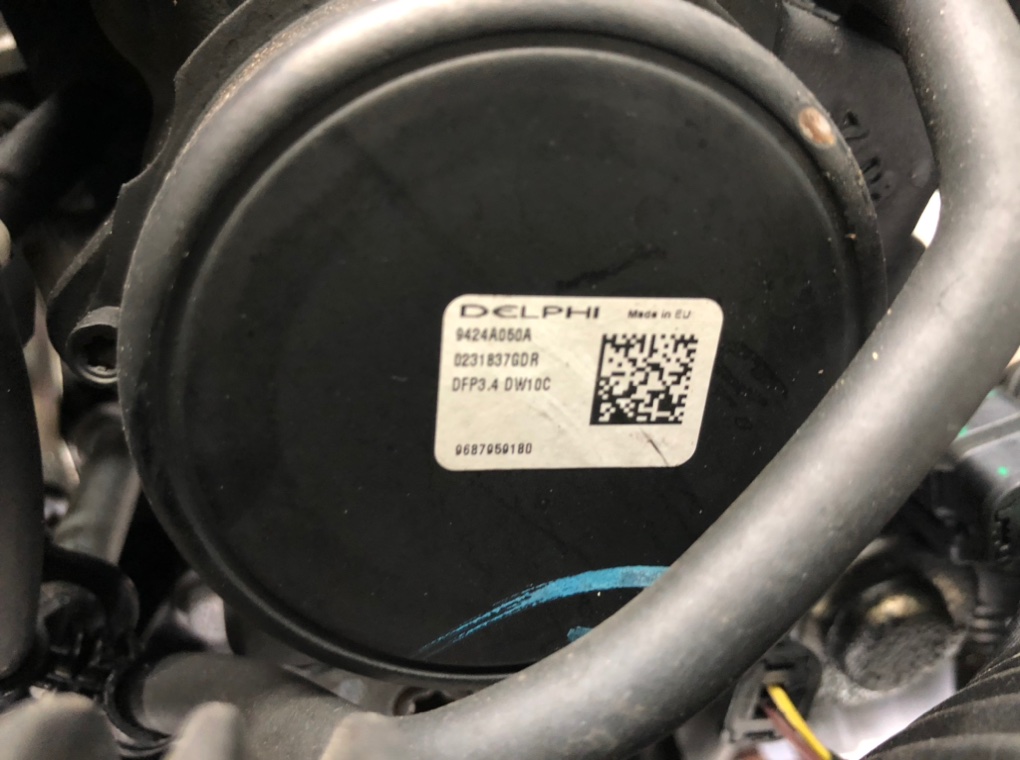 DELPHI Made in EU
9424A050A
0231837GDR
DFP3.4 DW10C
9687959180